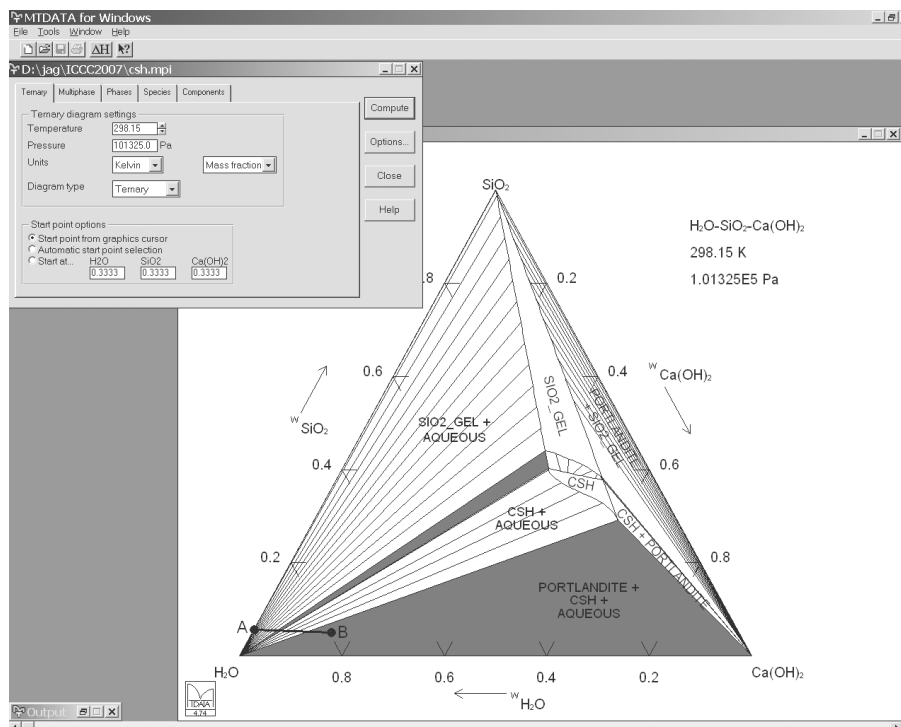 MTDATA for Windows
File Tools Window Help
ΔH
D:\jag\ICCC2007\csh.mpi
Ternary Multiphase Phases Species Components
Ternary diagram settings
Temperature 298.15
Pressure 101325.0 Pa
Units Kelvin Mass fraction
Diagram type Ternary
Start point options
Start point from graphics cursor
Automatic start point selection
Start at... H2O SiO2 Ca(OH)2
0.3333 0.3333 0.3333
Compute
Options...
Close
Help
SiO₂
H₂O-SiO₂-Ca(OH)₂
298.15 K
1.01325E5 Pa
.8
0.2
0.6
0.4
w SiO₂
w Ca(OH)₂
SIO2_GEL +
AQUEOUS
SIO2_GEL
PORTLANDITE
+ SIO2_GEL
0.4
0.6
CSH
CSH +
AQUEOUS
CSH + PORTLANDITE
0.2
0.8
PORTLANDITE +
CSH +
AQUEOUS
A
B
H₂O
0.8
0.6
0.4
0.2
Ca(OH)₂
w H₂O
TDATA
4.74
Output